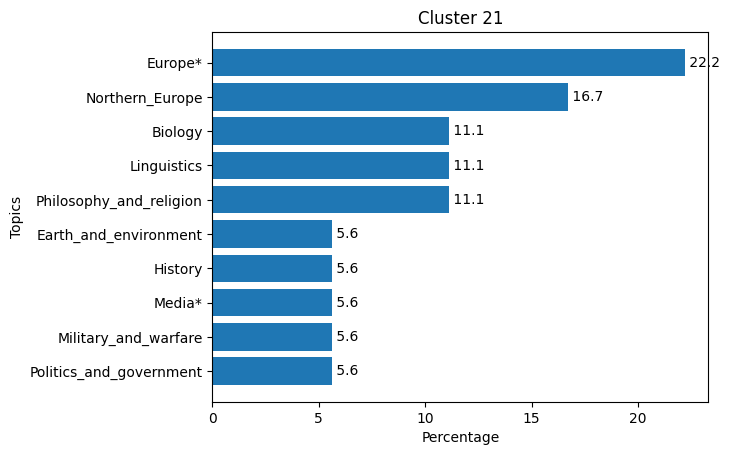 Cluster 21
Topics
Europe* 22.2
Northern_Europe 16.7
Biology 11.1
Linguistics 11.1
Philosophy_and_religion 11.1
Earth_and_environment 5.6
History 5.6
Media* 5.6
Military_and_warfare 5.6
Politics_and_government 5.6
0 5 10 15 20
Percentage